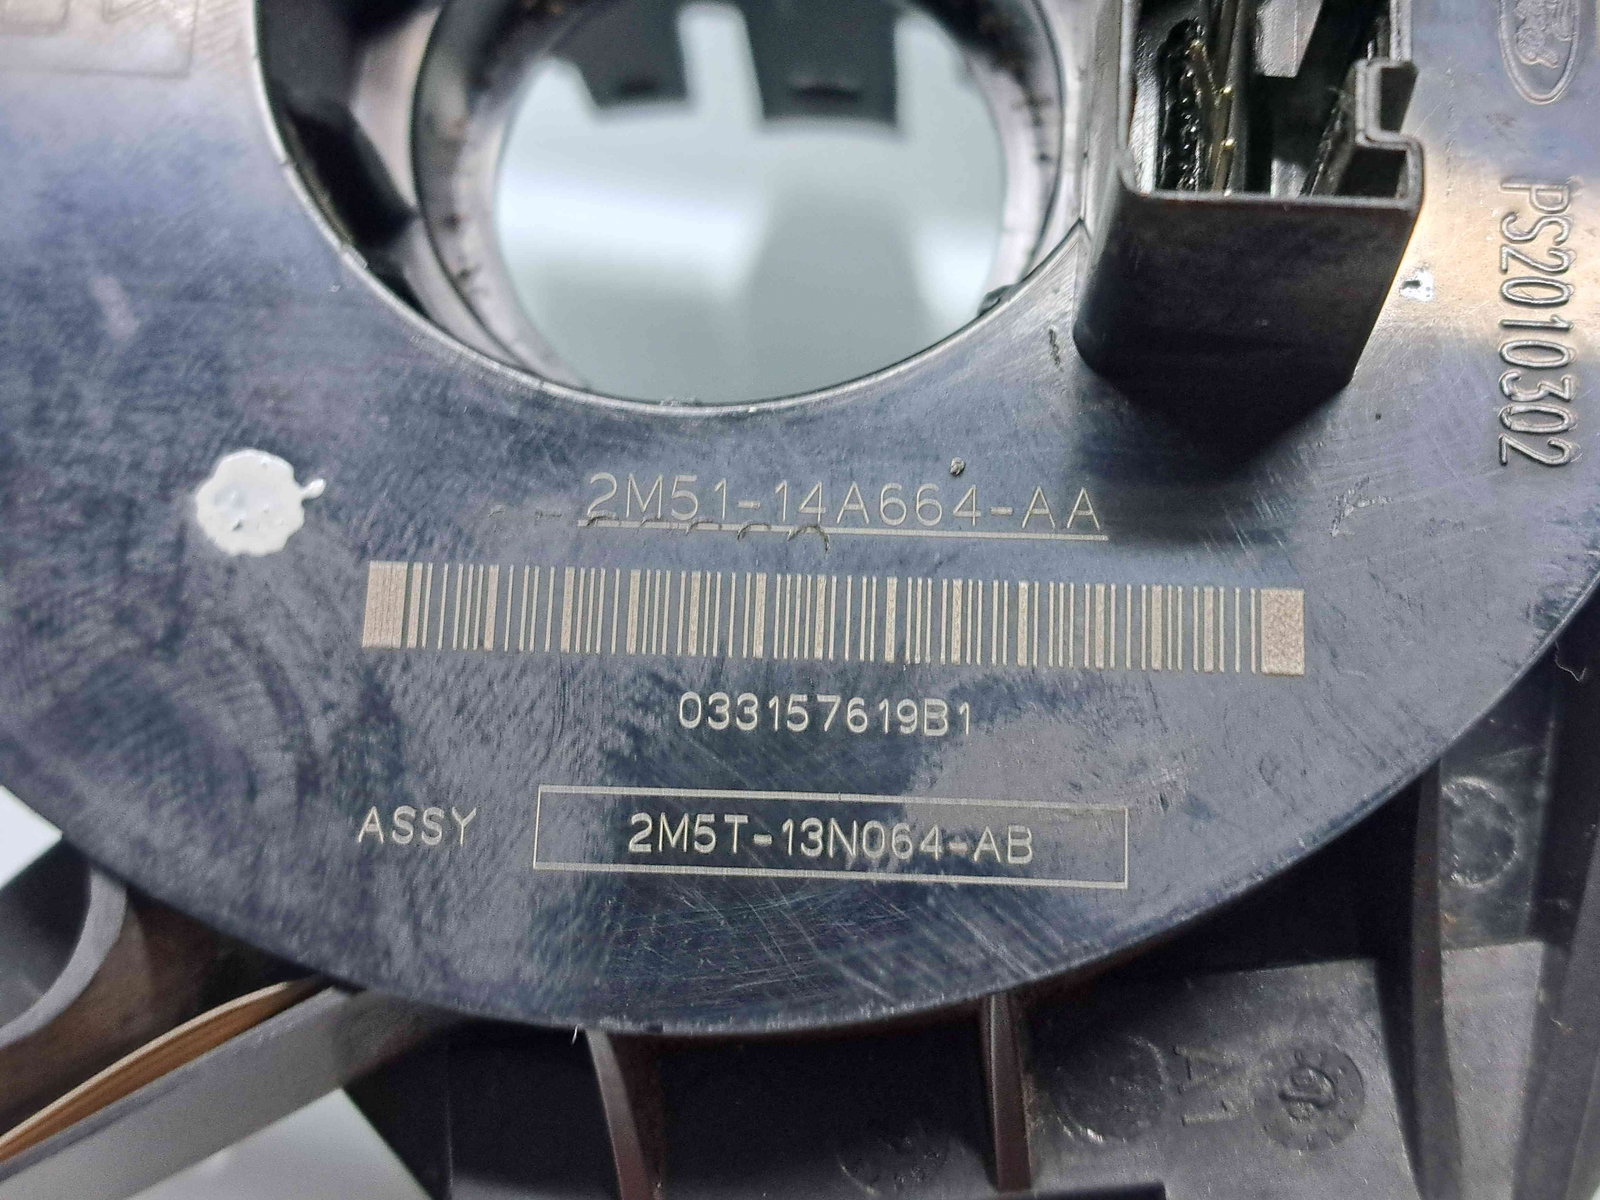 PS2010302
2M51-14A664-AA
033157619B1
ASSY 2M5T-13N064-AB